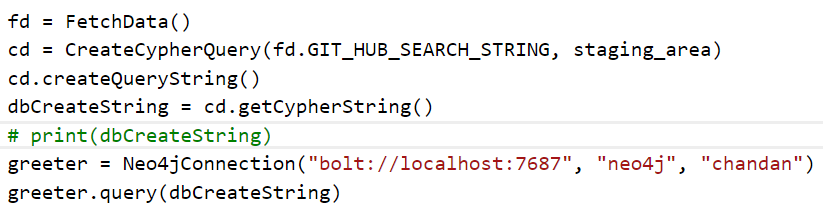 fd = FetchData()
cd = CreateCypherQuery(fd.GIT_HUB_SEARCH_STRING, staging_area)
cd.createQueryString()
dbCreateString = cd.getCypherString()
# print(dbCreateString)
greeter = Neo4jConnection("bolt://localhost:7687", "neo4j", "chandan")
greeter.query(dbCreateString)